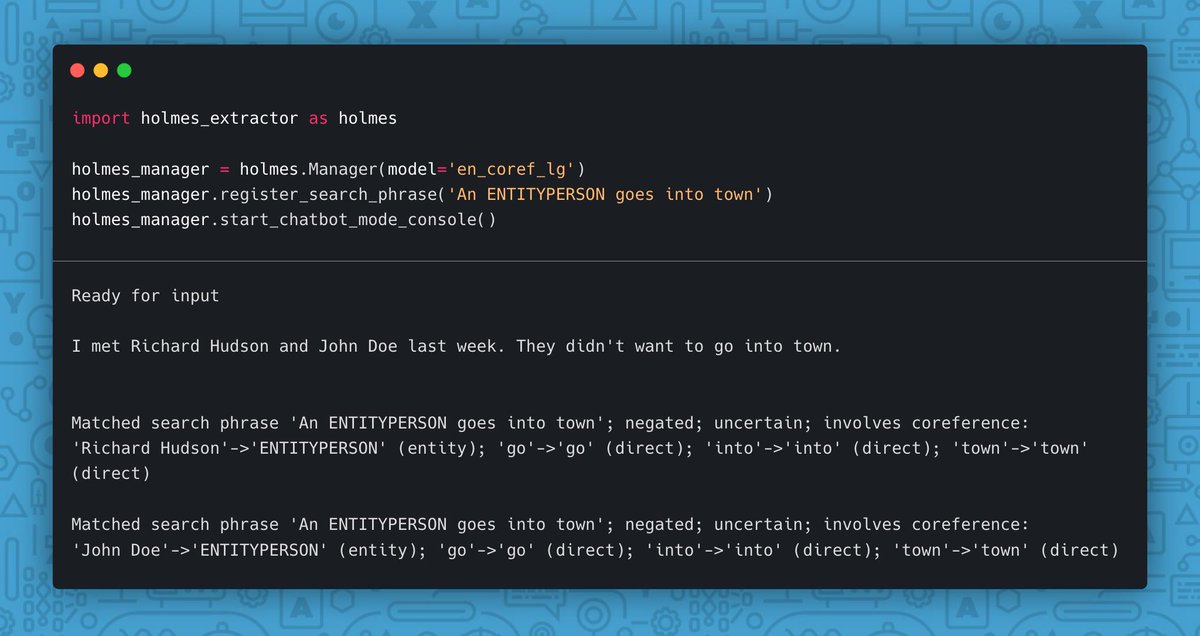 import holmes_extractor as holmes
holmes_manager = holmes.Manager(model='en_coref_lg')
holmes_manager.register_search_phrase('An ENTITYPERSON goes into town')
holmes_manager.start_chatbot_mode_console()
Ready for input
I met Richard Hudson and John Doe last week. They didn't want to go into town.
Matched search phrase 'An ENTITYPERSON goes into town'; negated; uncertain; involves coreference:
'Richard Hudson'->'ENTITYPERSON' (entity); 'go'->'go' (direct); 'into'->'into' (direct); 'town'->'town'
(direct)
Matched search phrase 'An ENTITYPERSON goes into town'; negated; uncertain; involves coreference:
'John Doe'->'ENTITYPERSON' (entity); 'go'->'go' (direct); 'into'->'into' (direct); 'town'->'town' (direct)